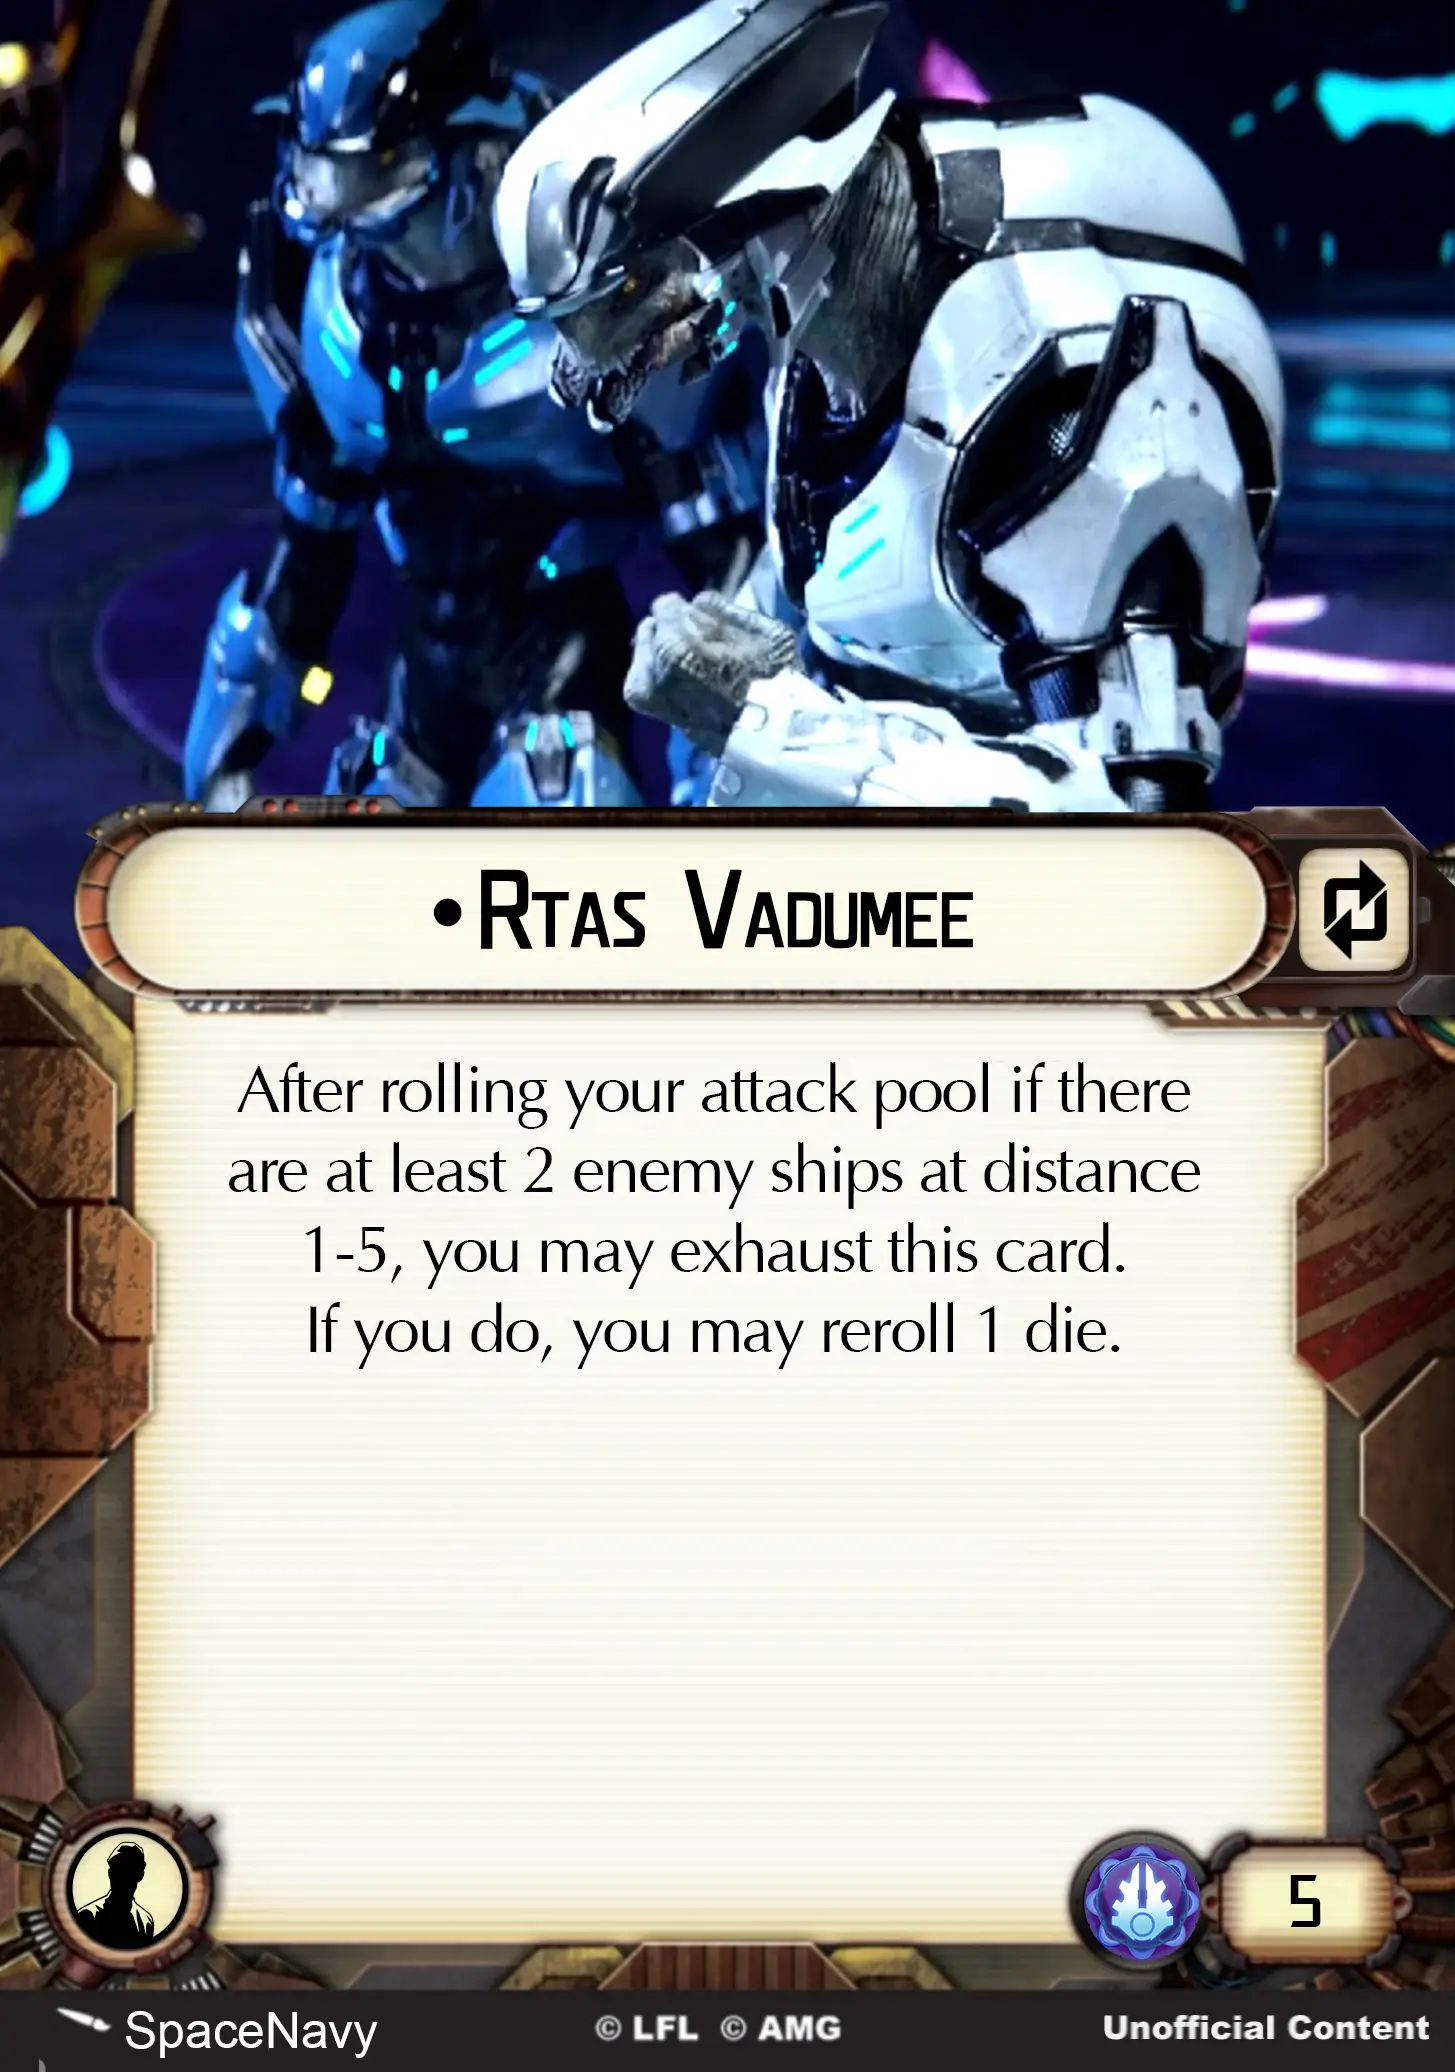 •Rtas Vadumee
After rolling your attack pool if there
are at least 2 enemy ships at distance
1-5, you may exhaust this card.
If you do, you may reroll 1 die.
5
SpaceNavy
© LFL © AMG
Unofficial Content